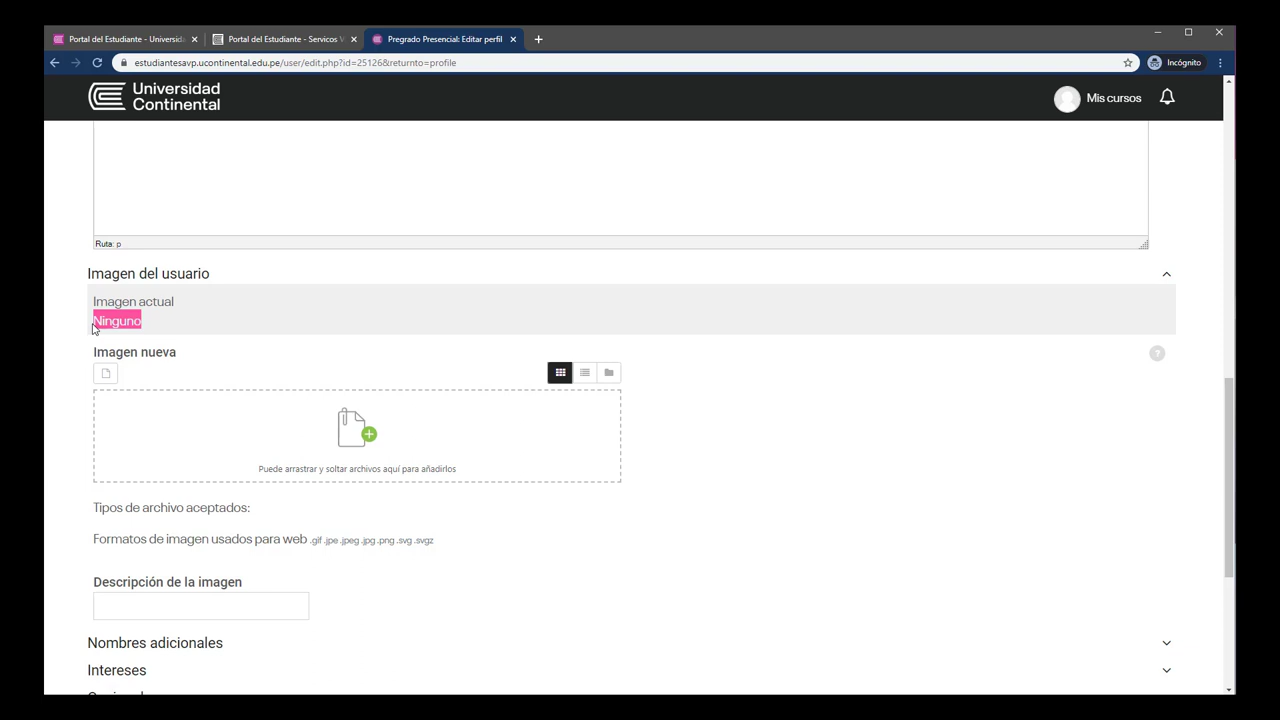 Portal del Estudiante - Universida
Portal del Estudiante - Servicos V
Pregrado Presencial: Editar perfil
estudiantesavp.ucontinental.edu.pe/user/edit.php?id=25126&returnto=profile
Incógnito
Universidad
Continental
Mis cursos
Ruta: p
Imagen del usuario
Imagen actual
Ninguno
Imagen nueva
Puede arrastrar y soltar archivos aquí para añadirlos
Tipos de archivo aceptados:
Formatos de imagen usados para web .gif .jpe .jpeg .jpg .png .svg .svgz
Descripción de la imagen
Nombres adicionales
Intereses